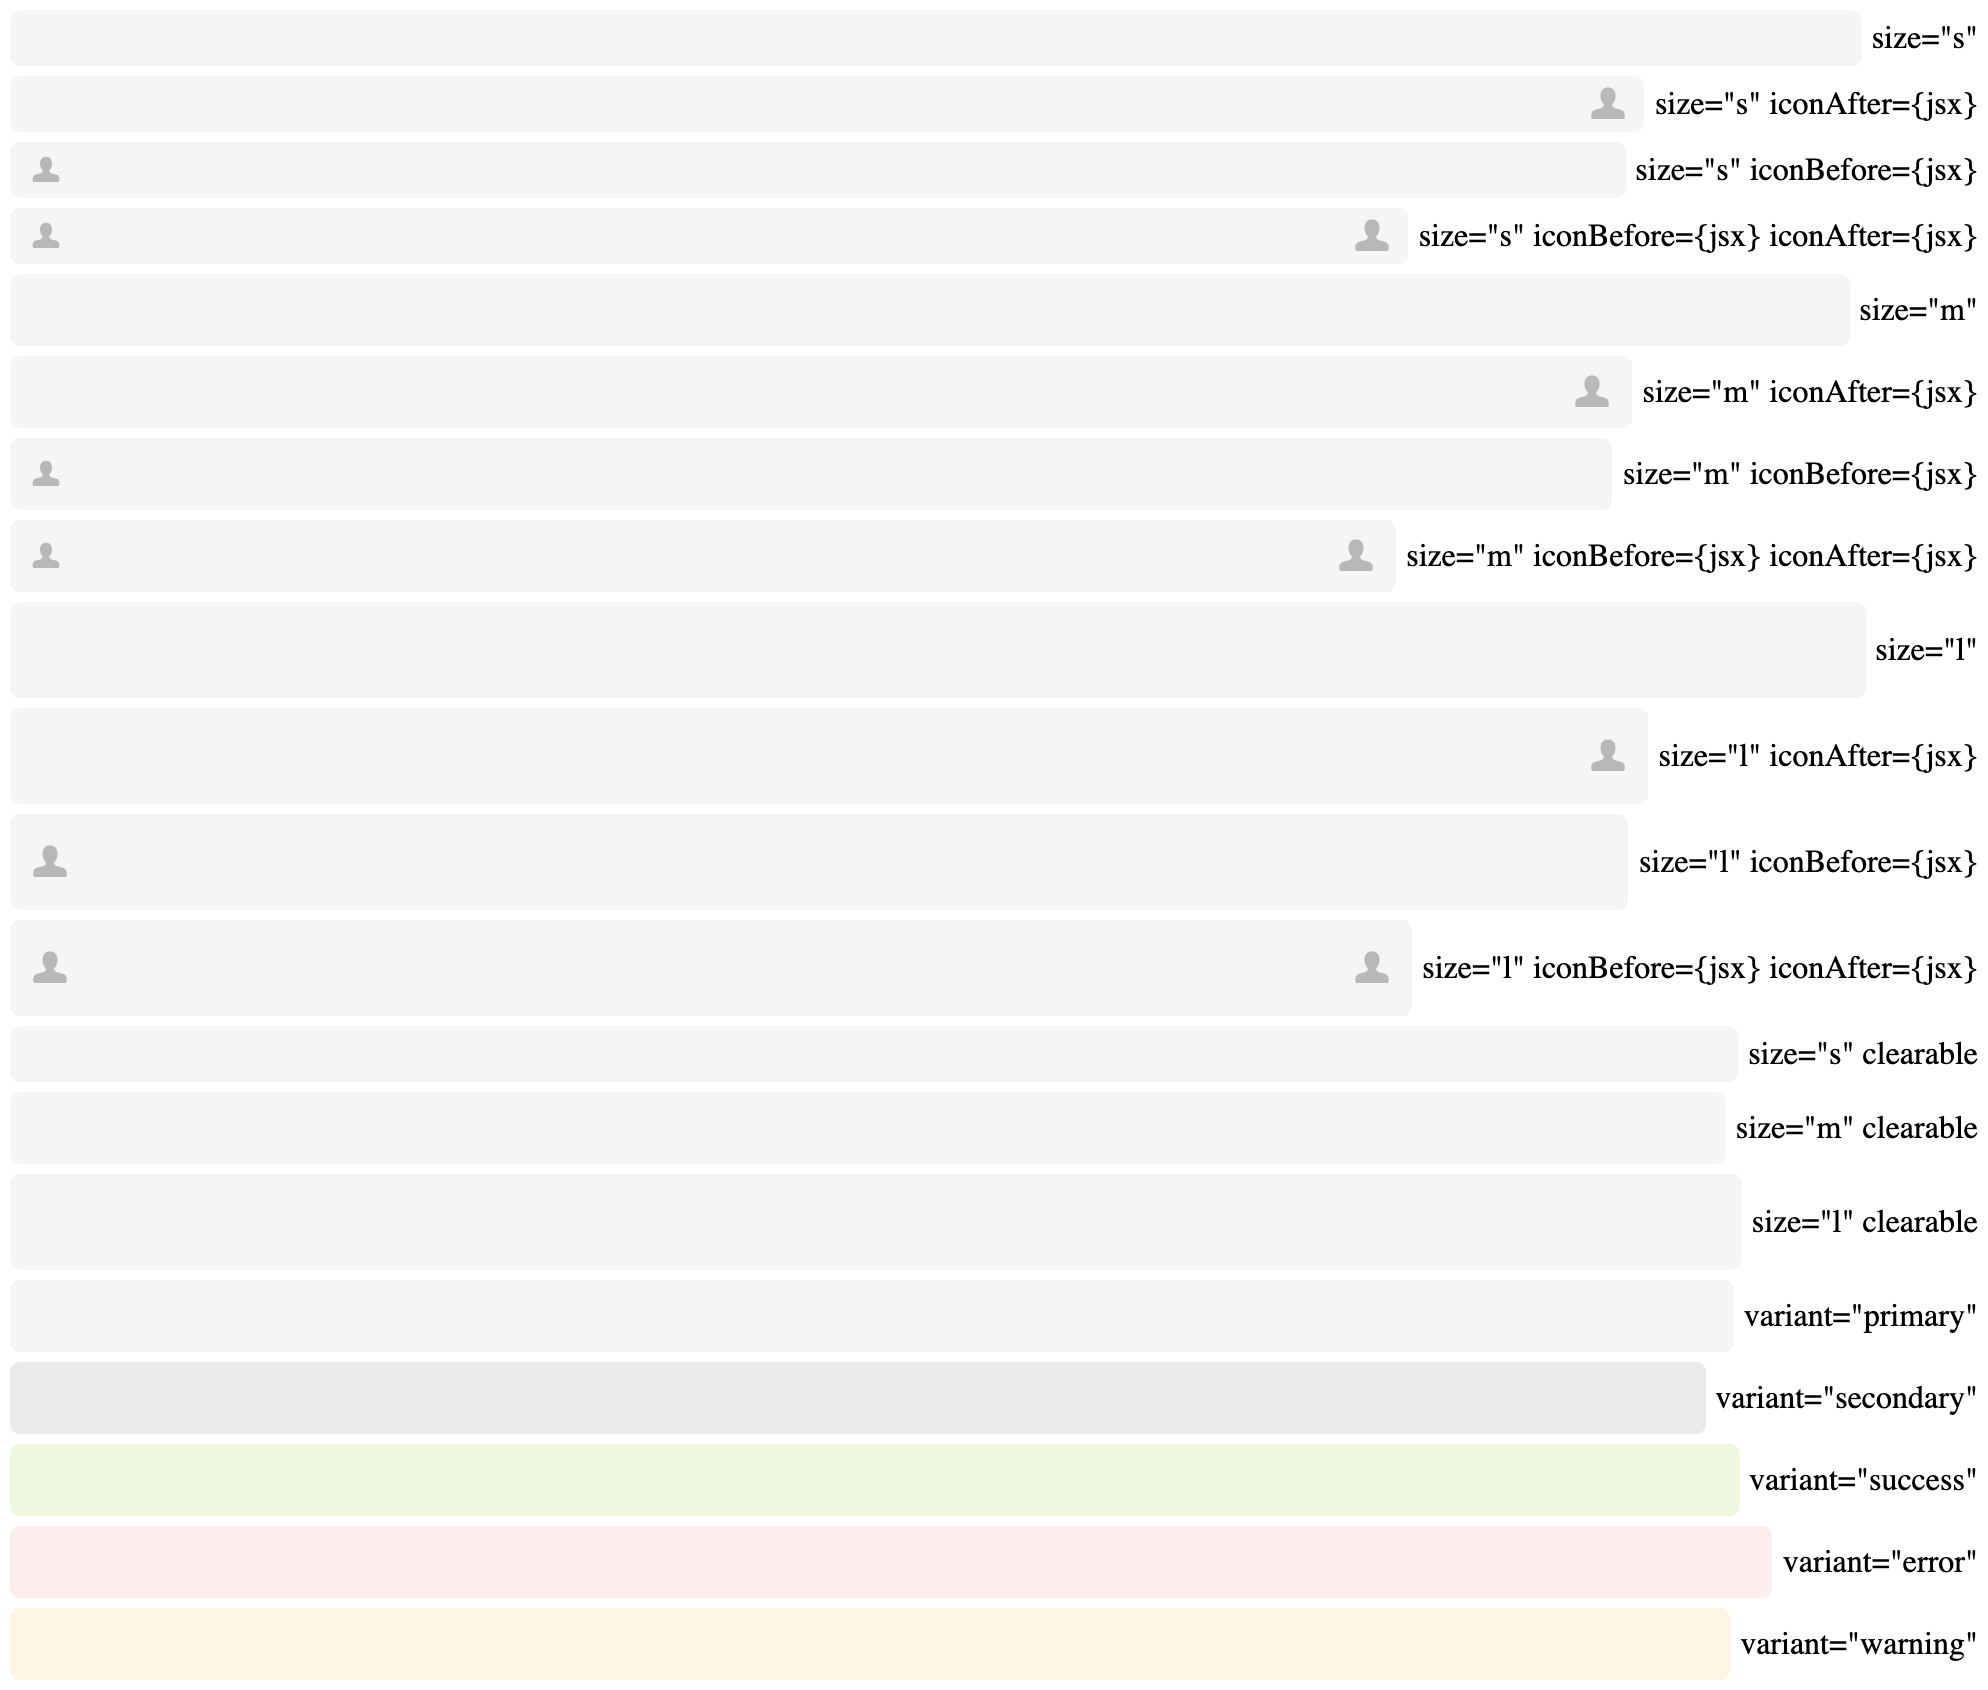 size="s"
size="s" iconAfter={jsx}
size="s" iconBefore={jsx}
size="s" iconBefore={jsx} iconAfter={jsx}
size="m"
size="m" iconAfter={jsx}
size="m" iconBefore={jsx}
size="m" iconBefore={jsx} iconAfter={jsx}
size="l"
size="l" iconAfter={jsx}
size="l" iconBefore={jsx}
size="l" iconBefore={jsx} iconAfter={jsx}
size="s" clearable
size="m" clearable
size="l" clearable
variant="primary"
variant="secondary"
variant="success"
variant="error"
variant="warning"